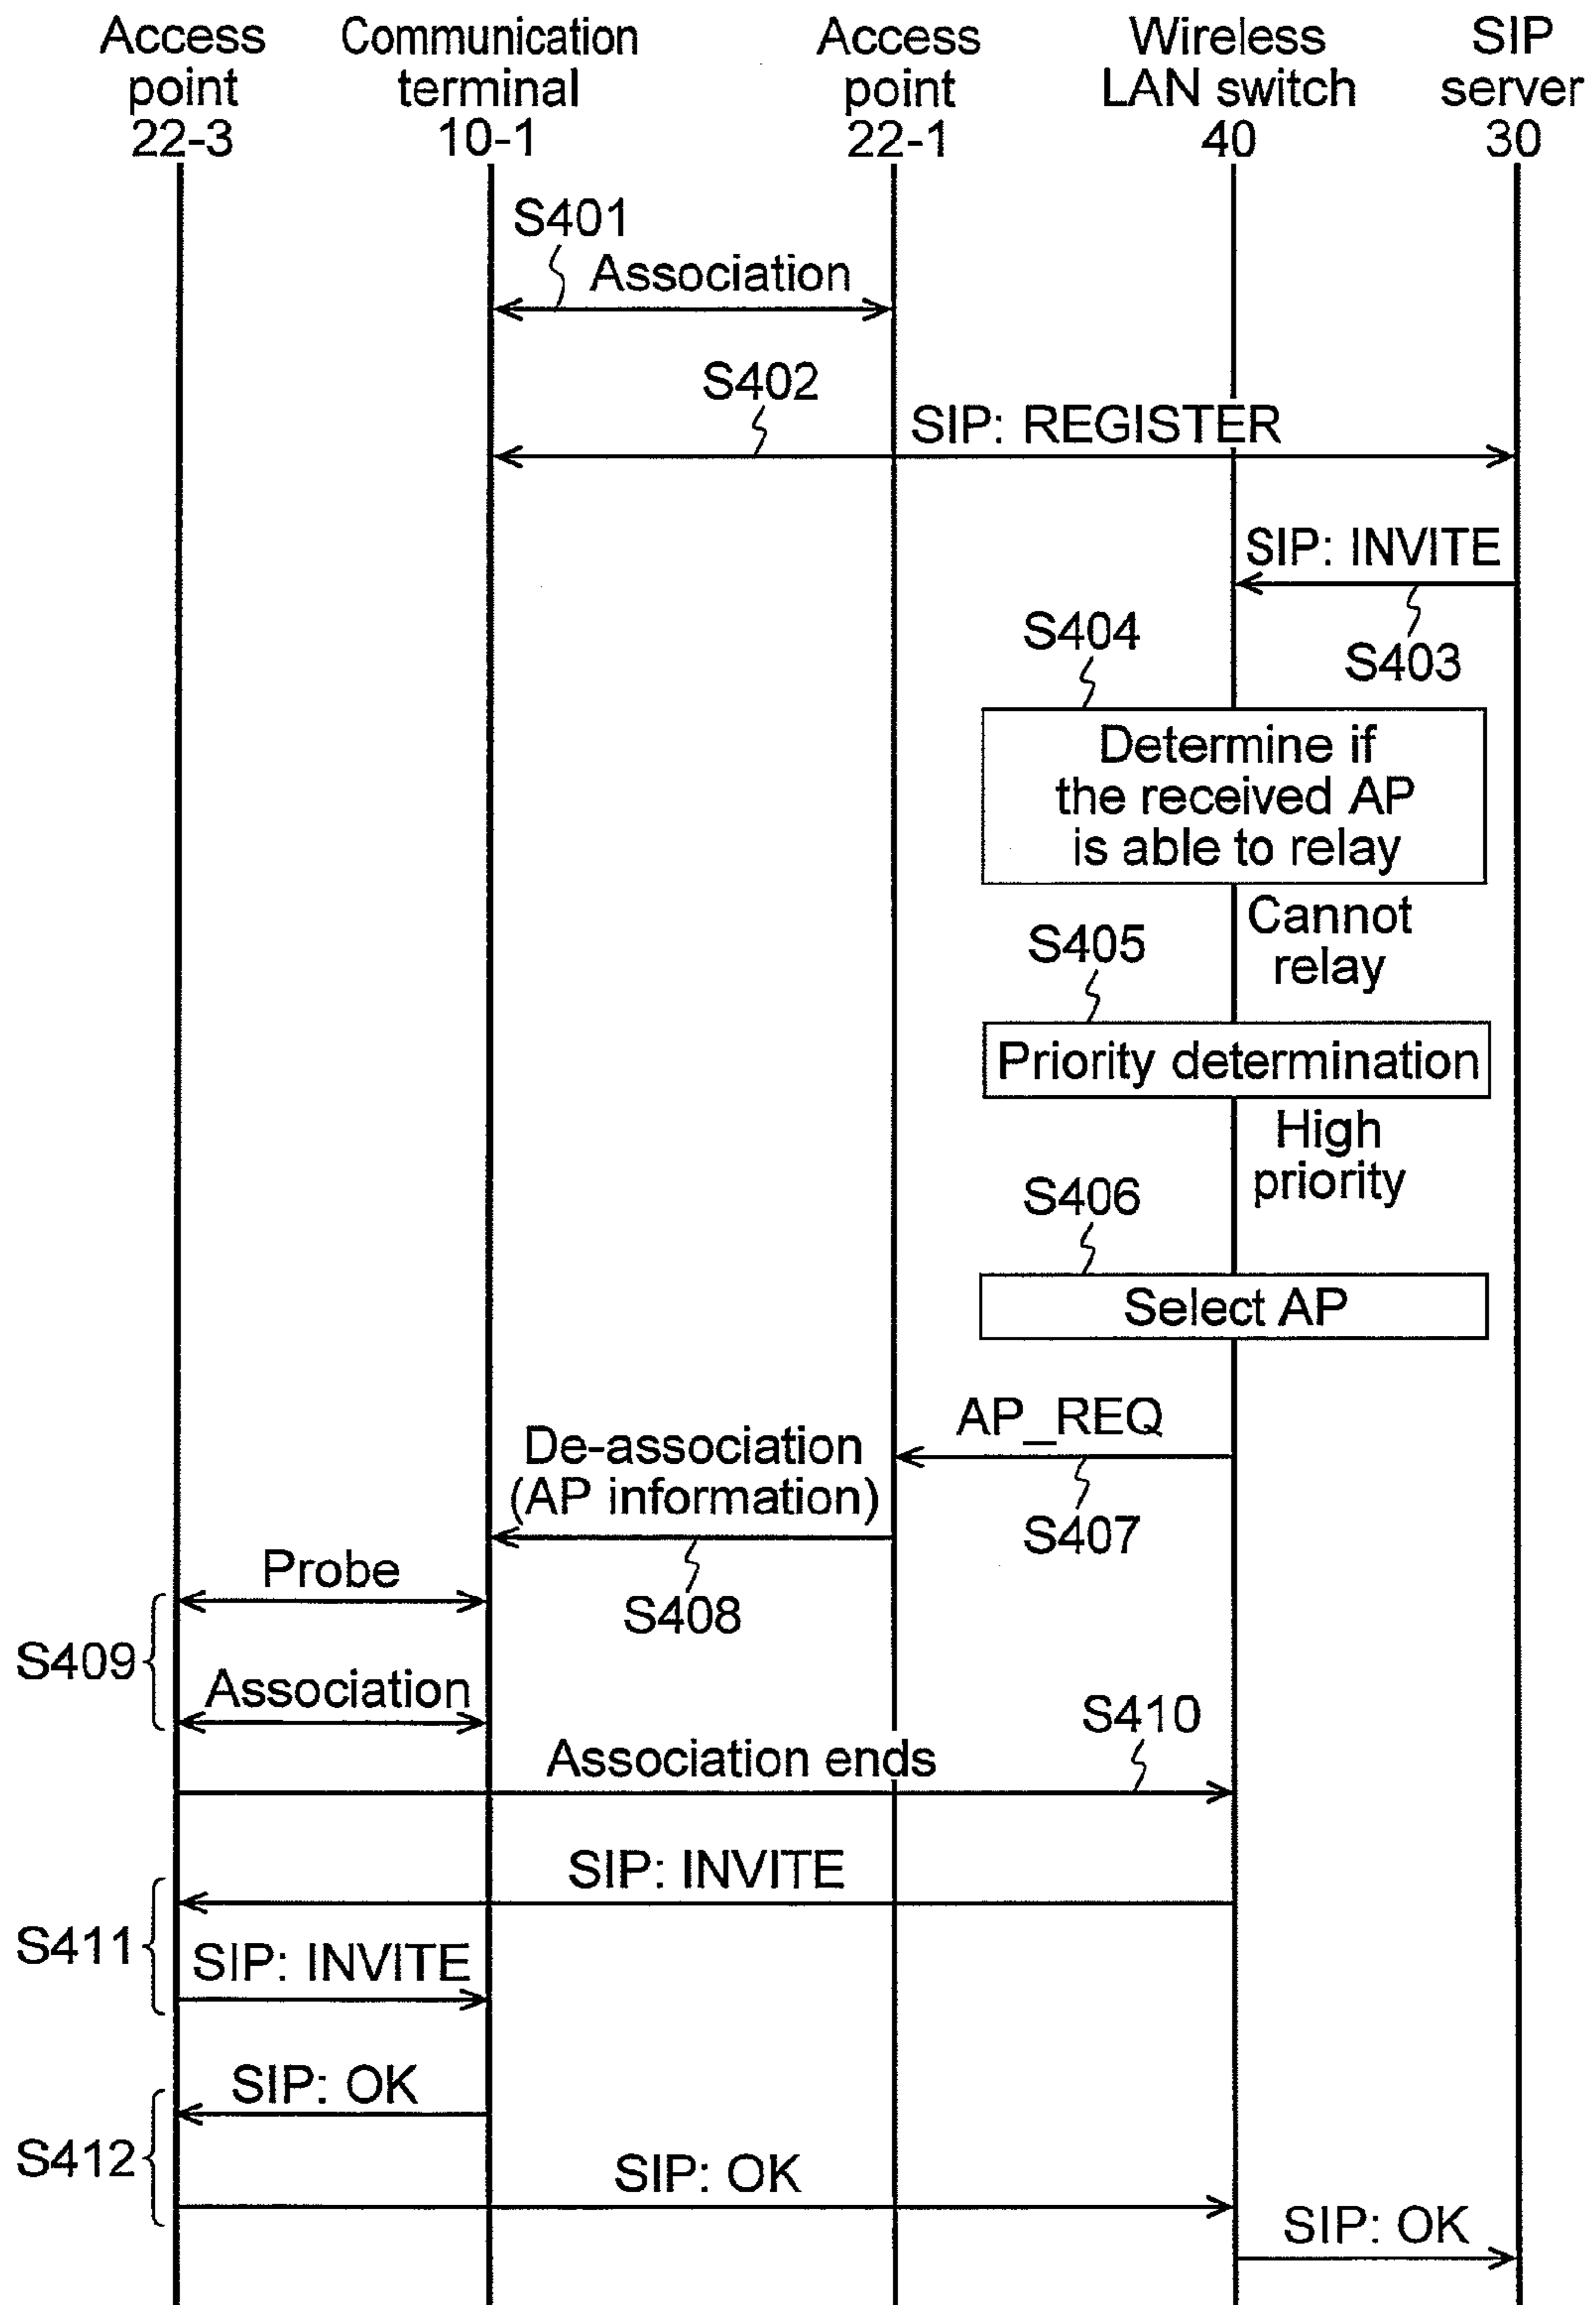 Access
point
22-3
Communication
terminal
10-1
Access
point
22-1
Wireless
LAN switch
40
SIP
server
30
S401
Association
S402
SIP: REGISTER
SIP: INVITE
S403
S404
Determine if
the received AP
is able to relay
Cannot
relay
S405
Priority determination
High
priority
S406
Select AP
AP_REQ
S407
De-association
(AP information)
S408
Probe
S409
Association
S410
Association ends
SIP: INVITE
S411
SIP: INVITE
SIP: OK
S412
SIP: OK
SIP: OK